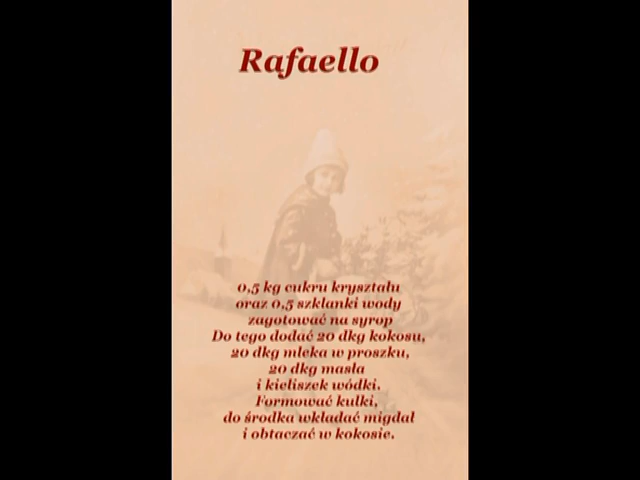 Rafaello
0,5 kg cukru kryształu
oraz 0,5 szklanki wody
zagotować na syrop
Do tego dodać 20 dkg kokosu,
20 dkg mleka w proszku,
20 dkg masła
i kieliszek wódki.
Formować kulki,
do środka wkładać migdał
i obtaczać w kokosie.